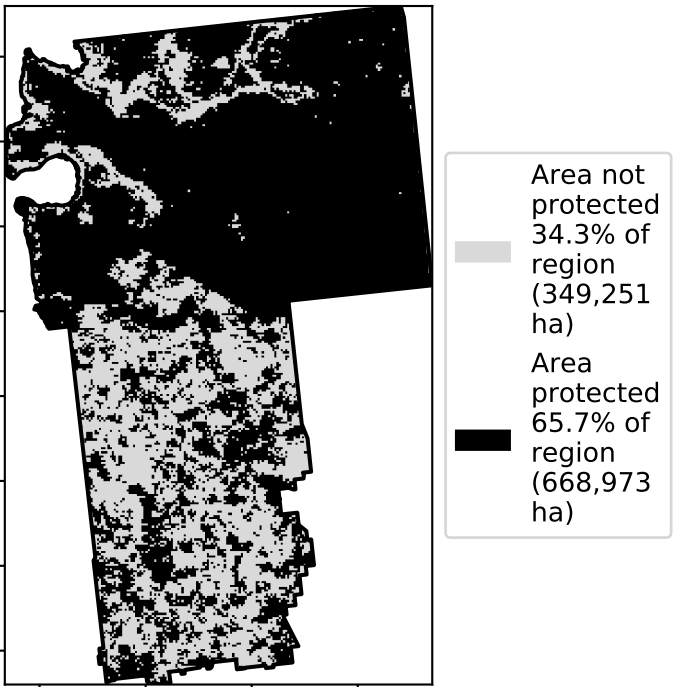 Area not
protected
34.3% of
region
(349,251
ha)
Area
protected
65.7% of
region
(668,973
ha)